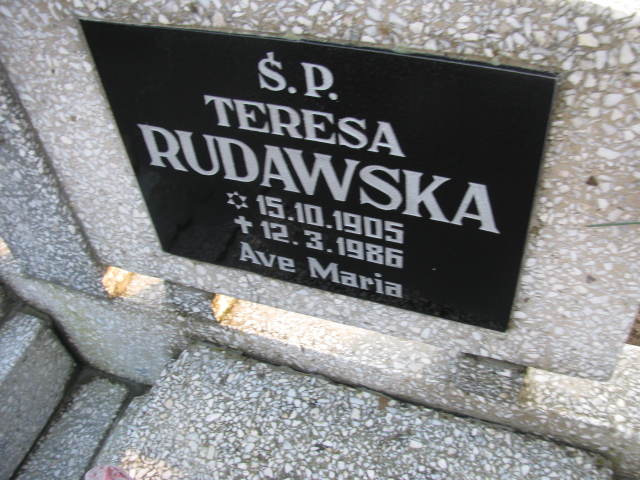 Ś.P.
TERESA
RUDAWSKA
✡ 15.10.1905
✝ 12.3.1986
Ave Maria